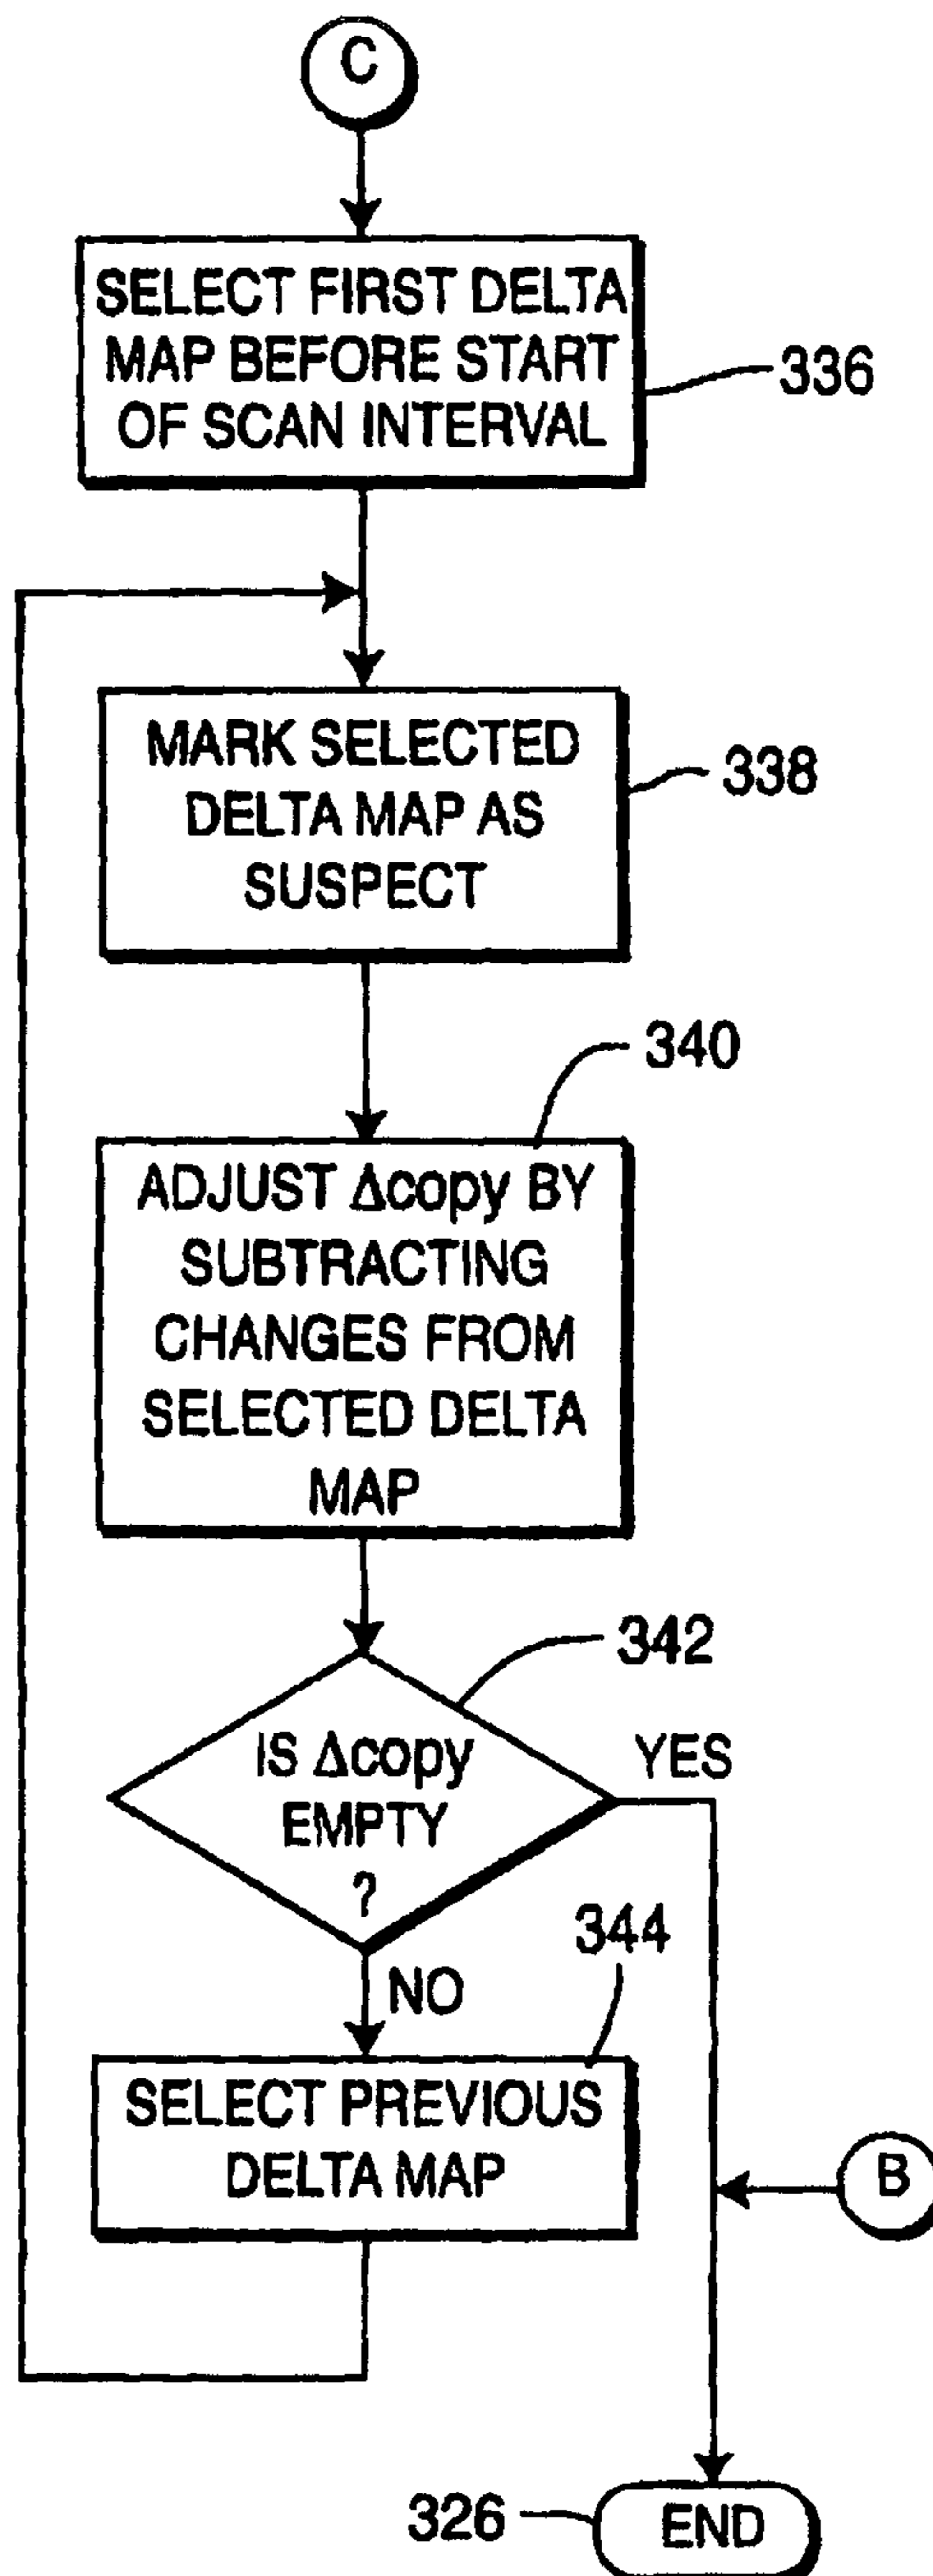 C
SELECT FIRST DELTA
MAP BEFORE START
OF SCAN INTERVAL
336
MARK SELECTED
DELTA MAP AS
SUSPECT
338
340
ADJUST Δcopy BY
SUBTRACTING
CHANGES FROM
SELECTED DELTA
MAP
342
IS Δcopy
EMPTY
?
YES
NO
344
SELECT PREVIOUS
DELTA MAP
B
326
END